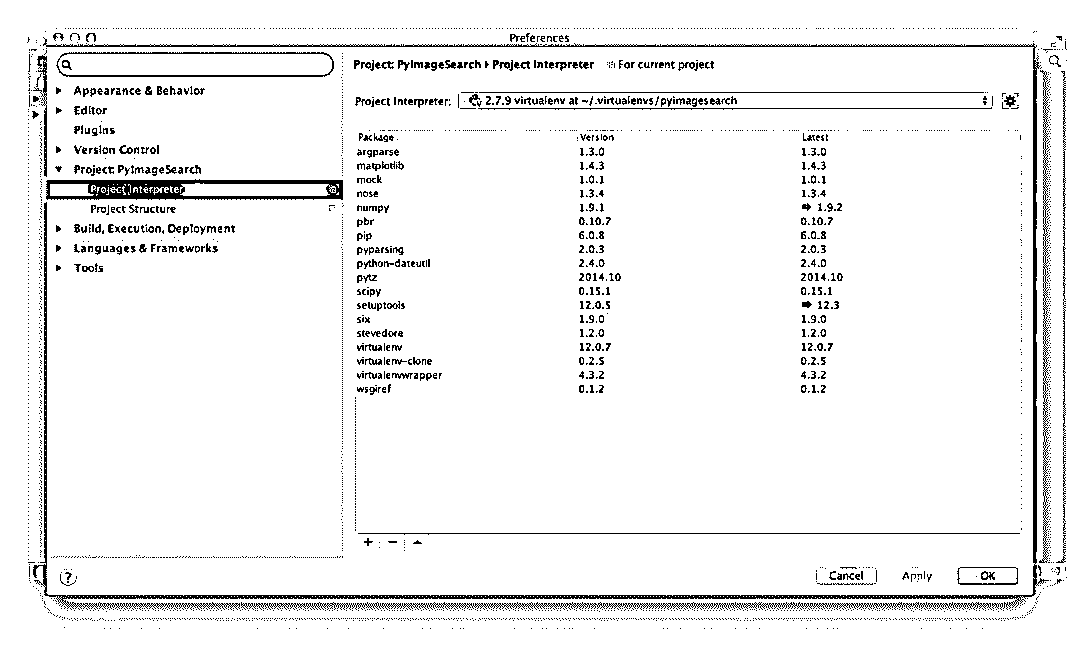 Preferences
Project: PyImageSearch › Project Interpreter For current project
Appearance & Behavior
Editor
Plugins
Version Control
Project: PyImageSearch
Project Interpreter
Project Structure
Build, Execution, Deployment
Languages & Frameworks
Tools
Project Interpreter: 2.7.9 virtualenv at ~/.virtualenvs/pyimagesearch
Package Version Latest
argparse 1.3.0 1.3.0
matplotlib 1.4.3 1.4.3
mock 1.0.1 1.0.1
nose 1.3.4 1.3.4
numpy 1.9.1 ➡ 1.9.2
pbr 0.10.7 0.10.7
pip 6.0.8 6.0.8
pyparsing 2.0.3 2.0.3
python-dateutil 2.4.0 2.4.0
pytz 2014.10 2014.10
scipy 0.15.1 0.15.1
setuptools 12.0.5 ➡ 12.3
six 1.9.0 1.9.0
stevedore 1.2.0 1.2.0
virtualenv 12.0.7 12.0.7
virtualenv-clone 0.2.5 0.2.5
virtualenvwrapper 4.3.2 4.3.2
wsgiref 0.1.2 0.1.2
+ −
? Cancel Apply OK